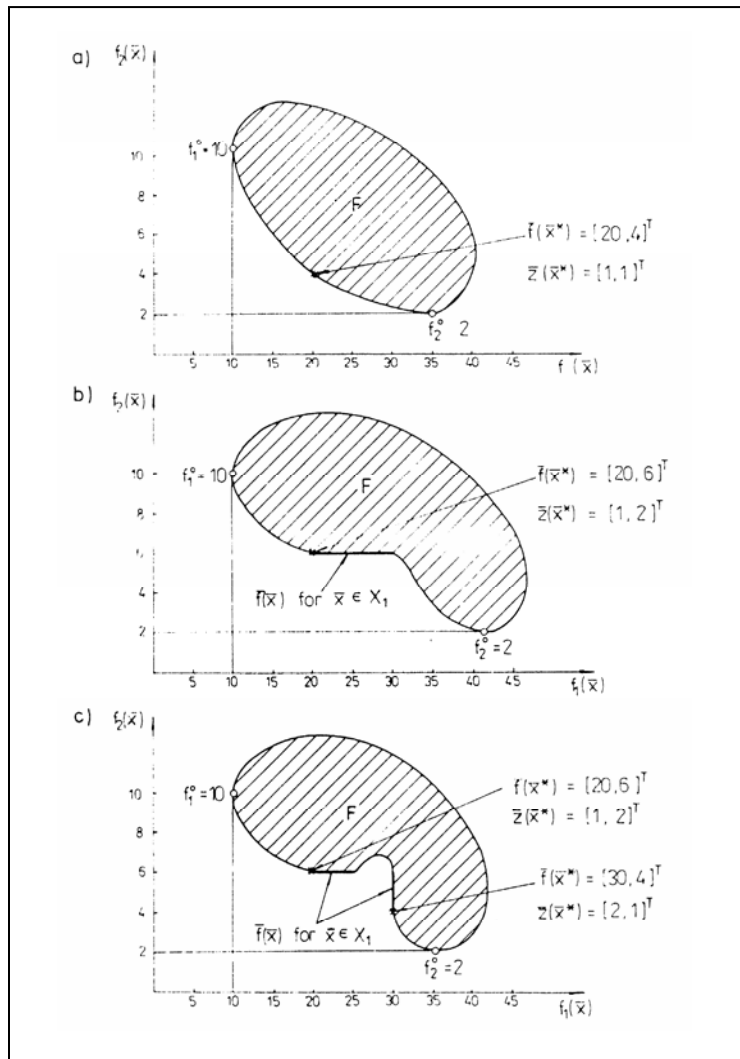 a)
f₂(x̄)
10
8
6
4
2
f₁° = 10
F
f̄(x̄*) = [20,4]ᵀ
z̄(x̄*) = [1,1]ᵀ
f₂° 2
5 10 15 20 25 30 35 40 45
f (x̄)
b)
f₂(x̄)
10
8
6
4
2
f₁° = 10
F
f̄(x̄*) = [20,6]ᵀ
z̄(x̄*) = [1,2]ᵀ
f̄(x̄) for x̄ ∈ X₁
f₂° = 2
5 10 15 20 25 30 35 40 45
f₁(x̄)
c)
f₂(x̄)
10
8
6
4
2
f₁° = 10
F
f̄(x̄*) = [20,6]ᵀ
z̄(x̄*) = [1,2]ᵀ
f̄(x̄*) = [30,4]ᵀ
z̄(x̄*) = [2,1]ᵀ
f̄(x̄) for x̄ ∈ X₁
f₂° = 2
5 10 15 20 25 30 35 40 45
f₁(x̄)